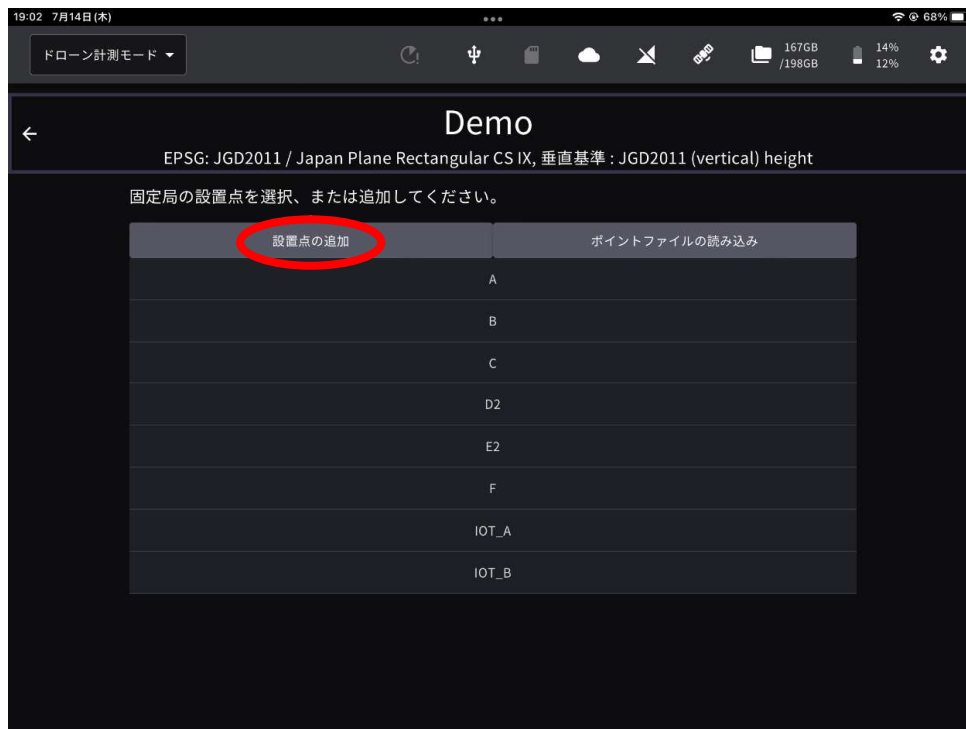 19:02 7月14日(木)
68%
ドローン計測モード
167GB
/198GB
14%
12%
Demo
EPSG: JGD2011 / Japan Plane Rectangular CS IX, 垂直基準 : JGD2011 (vertical) height
固定局の設置点を選択、または追加してください。
設置点の追加
ポイントファイルの読み込み
A
B
C
D2
E2
F
IOT_A
IOT_B